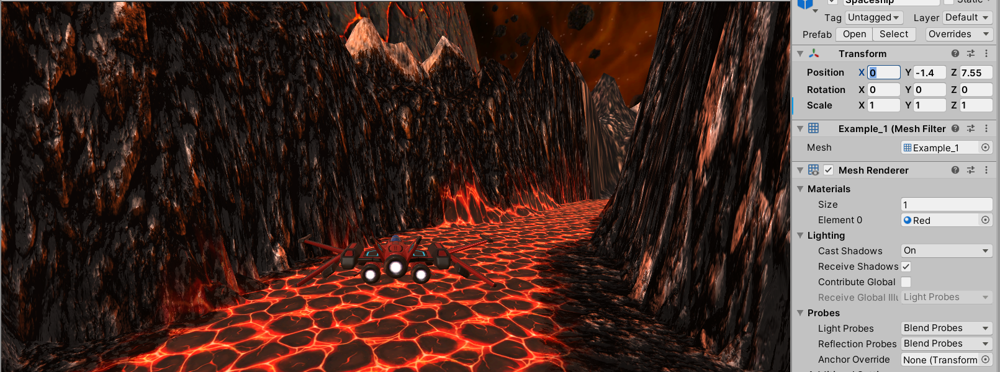 Spaceship Static
Tag Untagged Layer Default
Prefab Open Select Overrides
Transform
Position X 0 Y -1.4 Z 7.55
Rotation X 0 Y 0 Z 0
Scale X 1 Y 1 Z 1
Example_1 (Mesh Filter
Mesh Example_1
Mesh Renderer
Materials
Size 1
Element 0 Red
Lighting
Cast Shadows On
Receive Shadows
Contribute Global
Receive Global Illu Light Probes
Probes
Light Probes Blend Probes
Reflection Probes Blend Probes
Anchor Override None (Transform